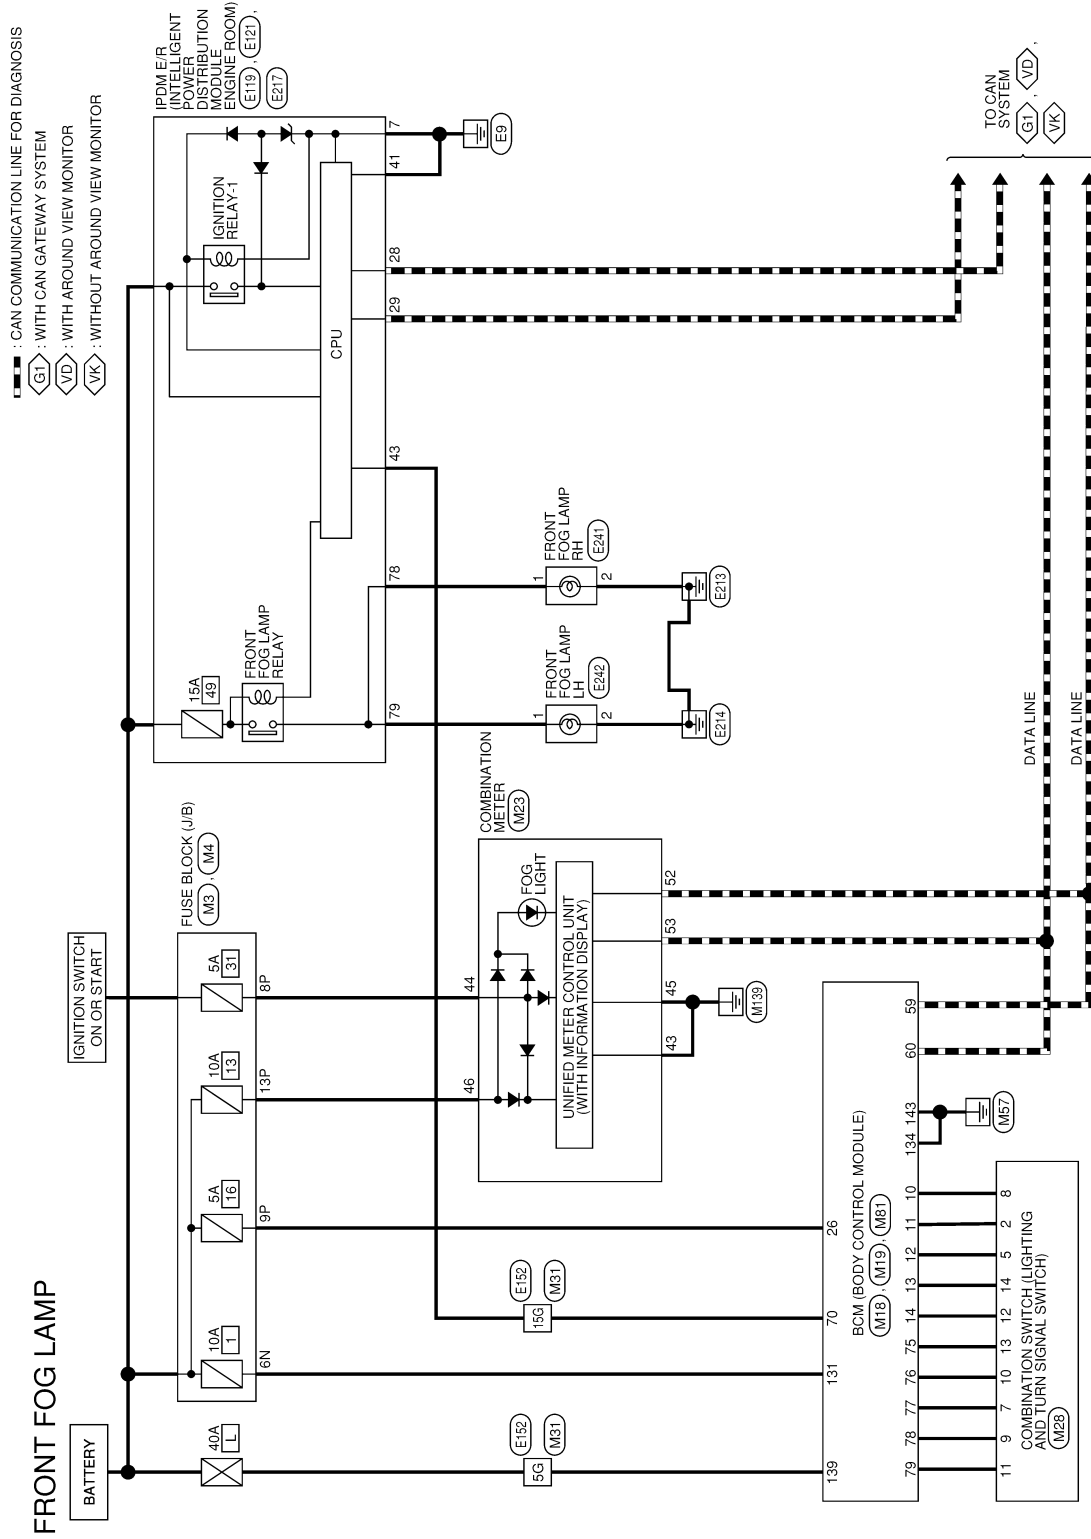 FRONT FOG LAMP
: CAN COMMUNICATION LINE FOR DIAGNOSIS
G1 : WITH CAN GATEWAY SYSTEM
VD : WITH AROUND VIEW MONITOR
VK : WITHOUT AROUND VIEW MONITOR
BATTERY
IGNITION SWITCH
ON OR START
FUSE BLOCK (J/B)
M3 , M4
40A
L
10A
1
5A
16
10A
13
5A
31
6N
9P
13P
8P
15A
49
FRONT
FOG LAMP
RELAY
IGNITION
RELAY-1
CPU
IPDM E/R
(INTELLIGENT
POWER
DISTRIBUTION
MODULE
ENGINE ROOM)
E119 , E121 ,
E217
79
78
43
29
28
41
7
E9
FRONT
FOG LAMP
LH
E242
1
2
FRONT
FOG LAMP
RH
E241
1
2
E214
E213
COMBINATION
METER
M23
46
44
FOG
LIGHT
UNIFIED METER CONTROL UNIT
(WITH INFORMATION DISPLAY)
43
45
53
52
M139
5G
E152
M31
15G
E152
M31
139
131
70
26
BCM (BODY CONTROL MODULE)
M18 , M19 , M81
79
78
77
76
75
14
13
12
11
10
134
143
60
59
M57
11
9
7
10
13
12
14
5
2
8
COMBINATION SWITCH (LIGHTING
AND TURN SIGNAL SWITCH)
M28
DATA LINE
DATA LINE
TO CAN
SYSTEM
G1 , VD ,
VK